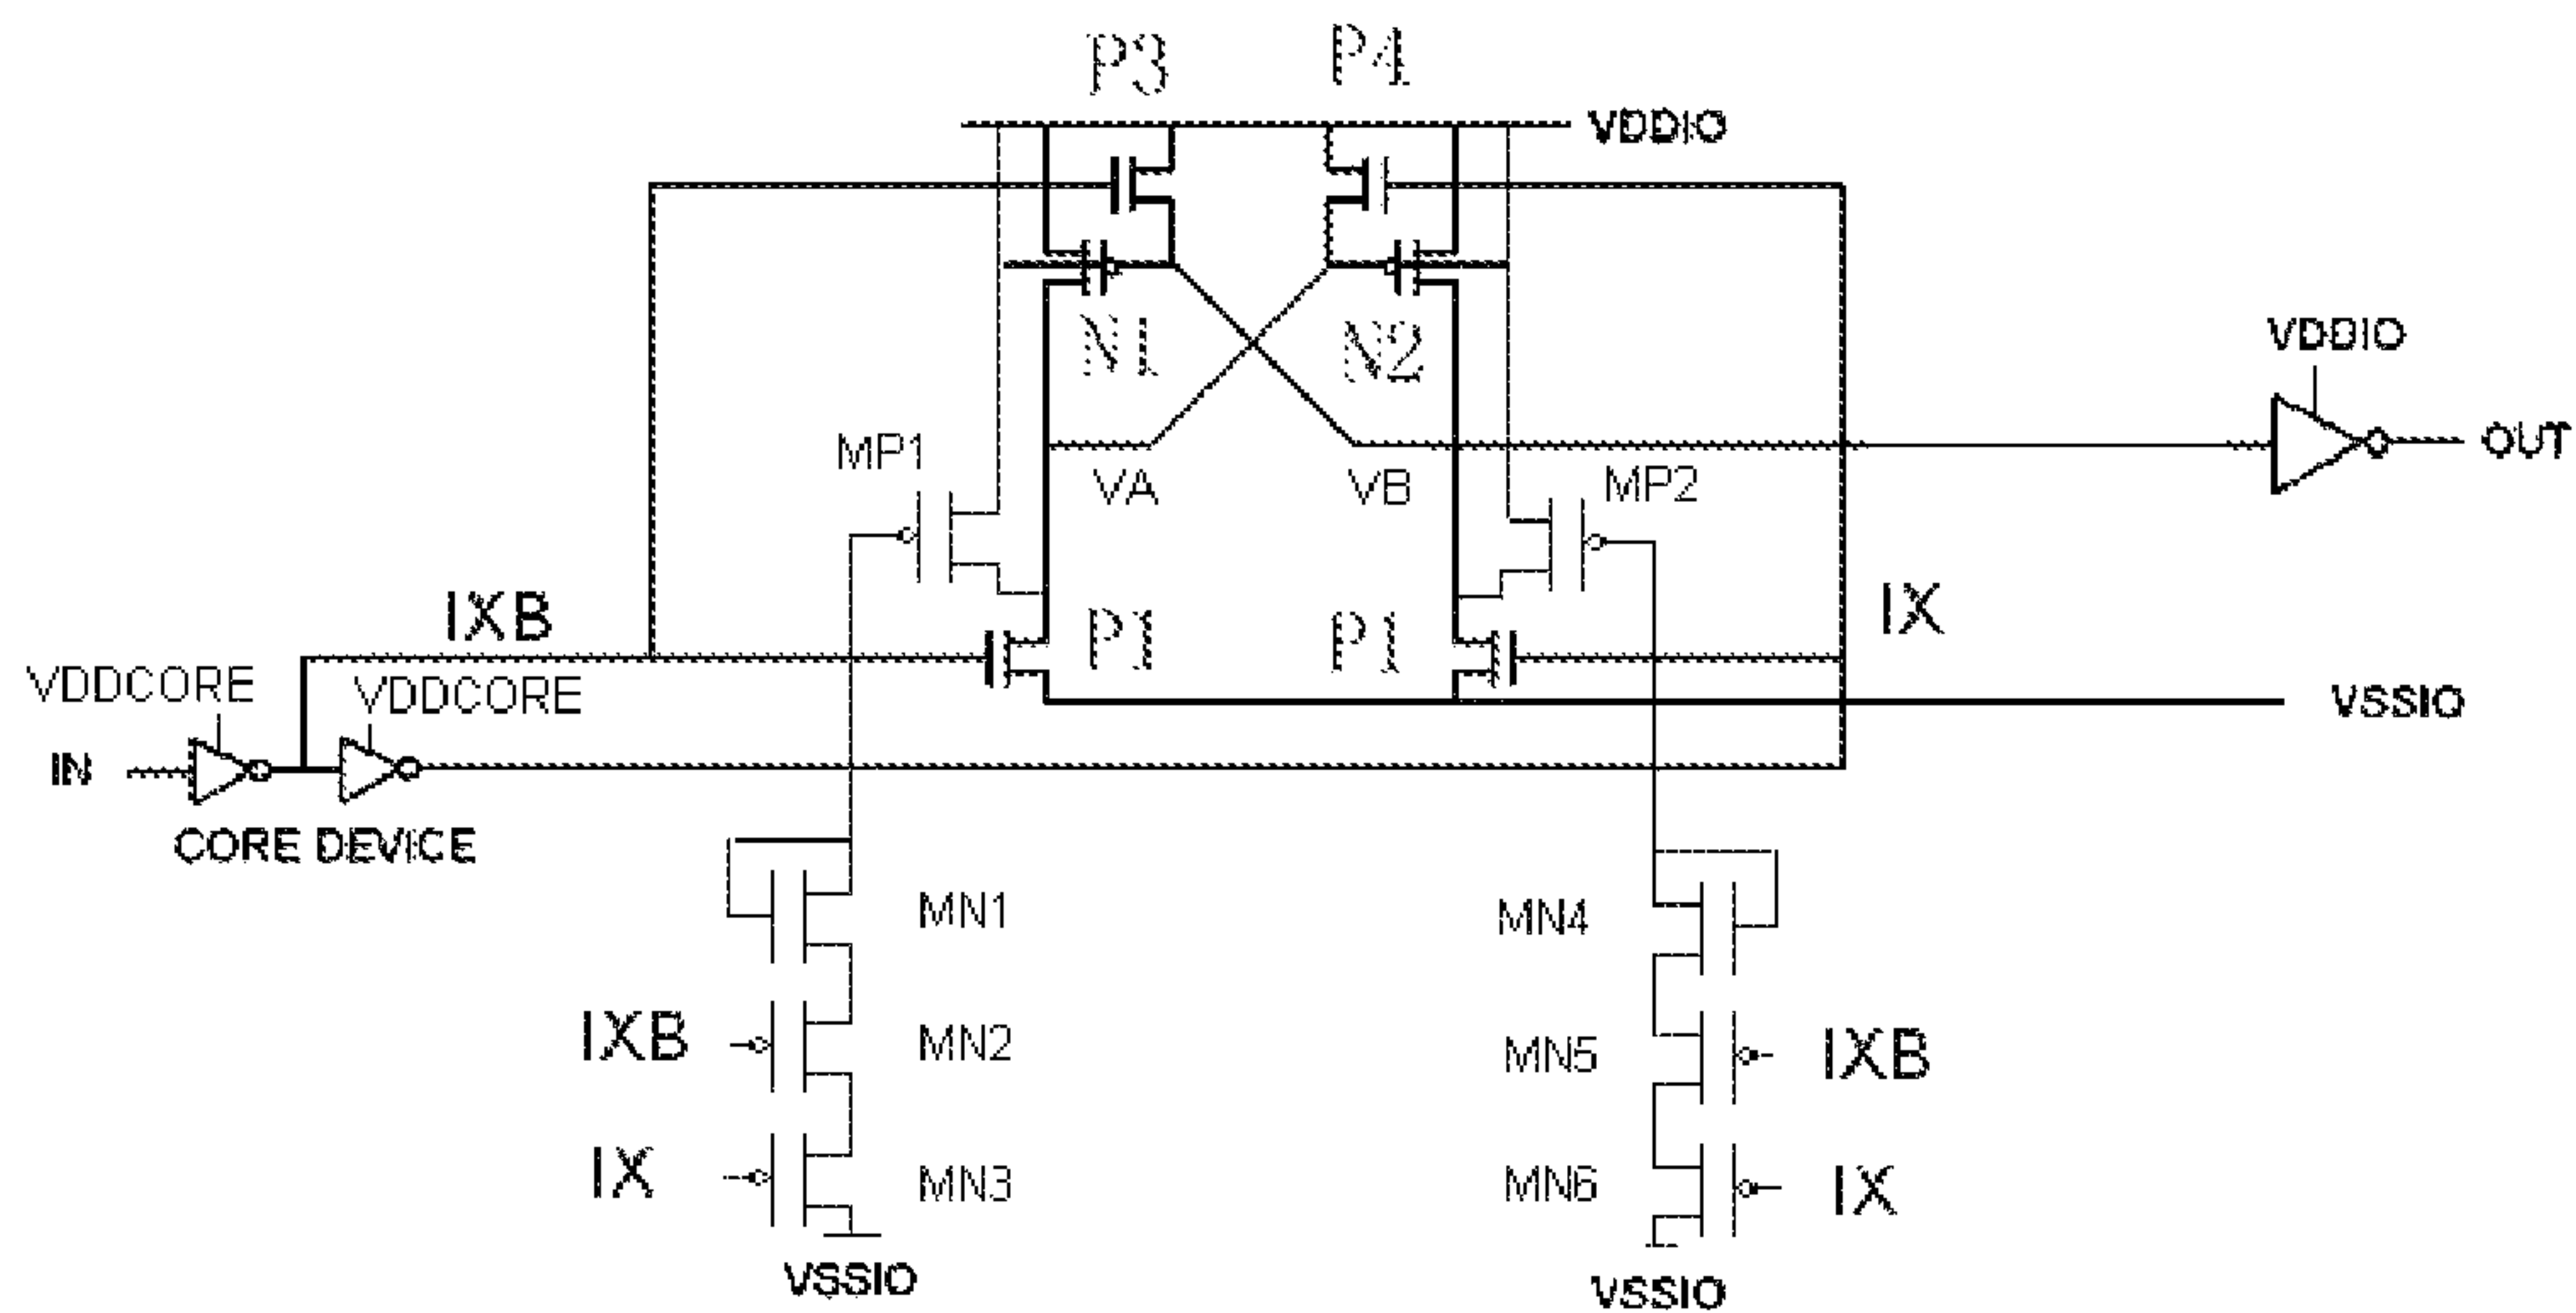 P3 P4
VDDIO
N1 N2
VDDIO
MP1
VA VB MP2
OUT
IXB P1 P1 IX
VDDCORE
VDDCORE
VSSIO
IN
CORE DEVICE
MN1 MN4
IXB MN2 MN5 IXB
IX MN3 MN6 IX
VSSIO VSSIO